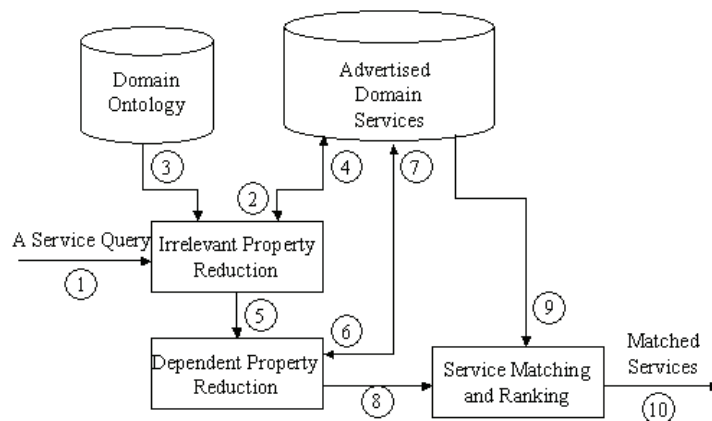 Domain
Ontology
Advertised
Domain
Services
3
4
7
2
A Service Query
1
Irrelevant Property
Reduction
5
6
9
Dependent Property
Reduction
8
Service Matching
and Ranking
Matched
Services
10